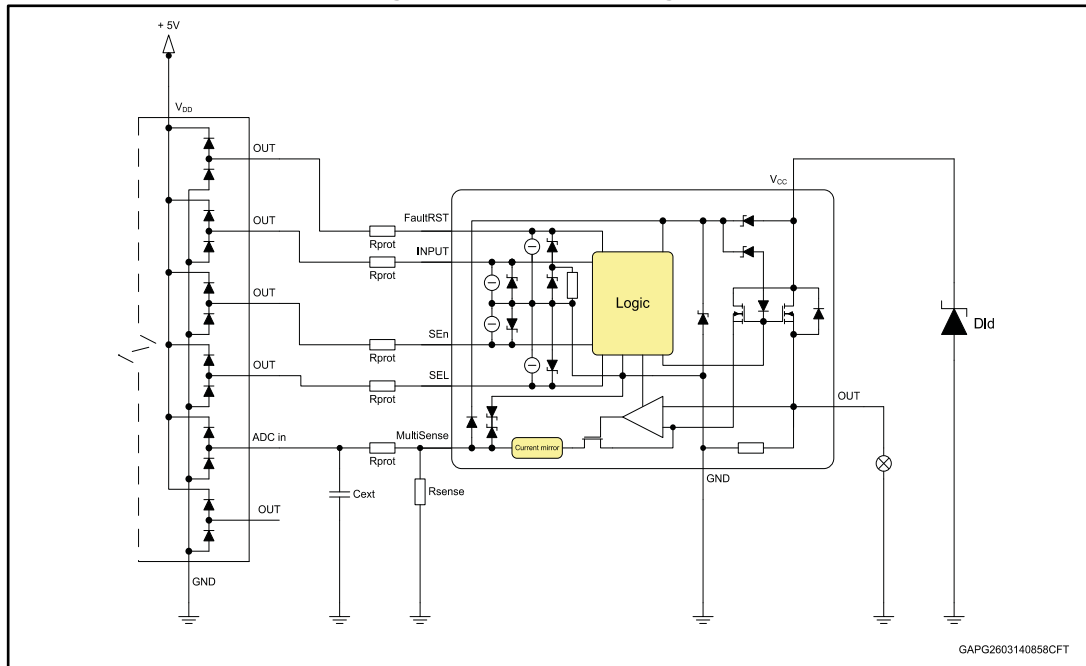 + 5V
VDD
OUT
OUT
OUT
OUT
ADC in
OUT
GND
Rprot
Rprot
Rprot
Rprot
Rprot
Cext
Rsense
FaultRST
INPUT
SEn
SEL
MultiSense
Logic
Current mirror
VCC
OUT
GND
Dld
GAPG2603140858CFT